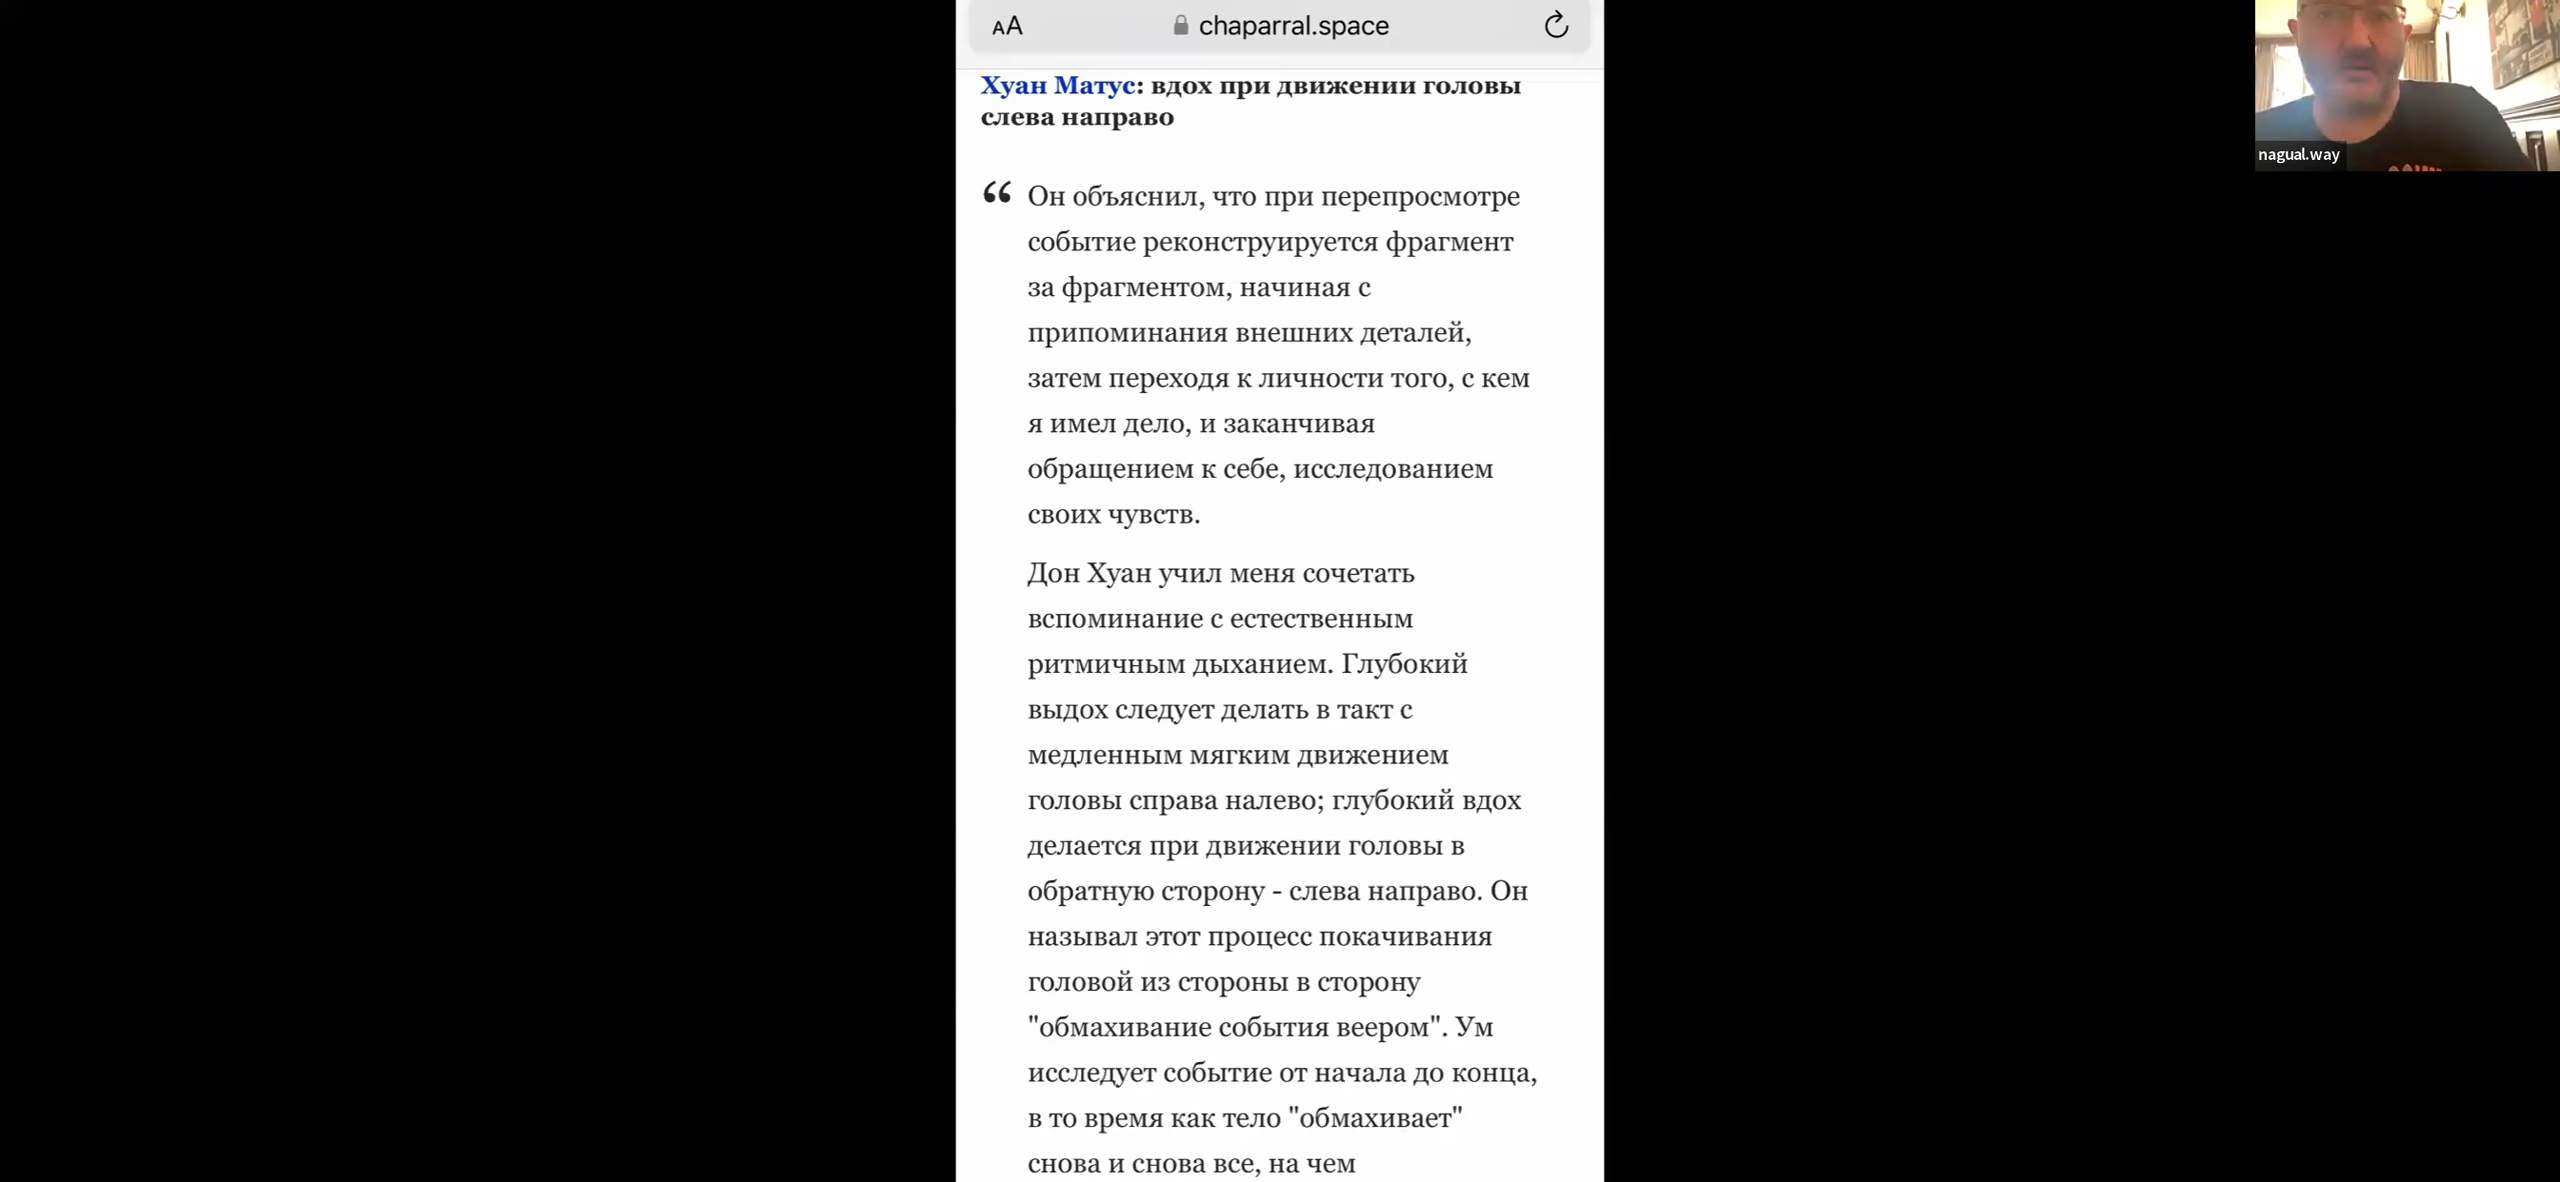 AA
chaparral.space
Хуан Матус: вдох при движении головы
слева направо
“ Он объяснил, что при перепросмотре
событие реконструируется фрагмент
за фрагментом, начиная с
припоминания внешних деталей,
затем переходя к личности того, с кем
я имел дело, и заканчивая
обращением к себе, исследованием
своих чувств.
Дон Хуан учил меня сочетать
вспоминание с естественным
ритмичным дыханием. Глубокий
выдох следует делать в такт с
медленным мягким движением
головы справа налево; глубокий вдох
делается при движении головы в
обратную сторону - слева направо. Он
называл этот процесс покачивания
головой из стороны в сторону
"обмахивание события веером". Ум
исследует событие от начала до конца,
в то время как тело "обмахивает"
снова и снова все, на чем
nagual.way